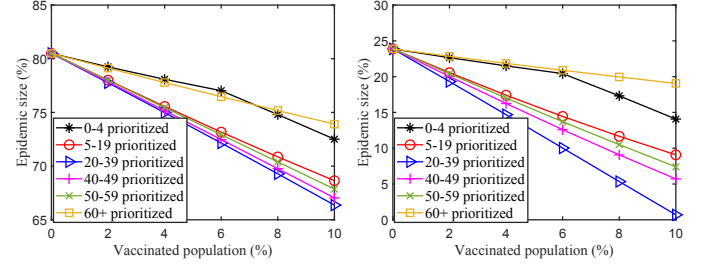 85
80
75
70
65
Epidemic size (%)
0-4 prioritized
5-19 prioritized
20-39 prioritized
40-49 prioritized
50-59 prioritized
60+ prioritized
0 2 4 6 8 10
Vaccinated population (%)
30
25
20
15
10
5
0
Epidemic size (%)
0-4 prioritized
5-19 prioritized
20-39 prioritized
40-49 prioritized
50-59 prioritized
60+ prioritized
0 2 4 6 8 10
Vaccinated population (%)